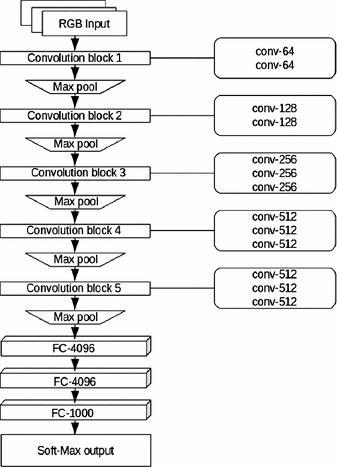 RGB Input
Convolution block 1
conv-64
conv-64
Max pool
Convolution block 2
conv-128
conv-128
Max pool
Convolution block 3
conv-256
conv-256
conv-256
Max pool
Convolution block 4
conv-512
conv-512
conv-512
Max pool
Convolution block 5
conv-512
conv-512
conv-512
Max pool
FC-4096
FC-4096
FC-1000
Soft-Max output